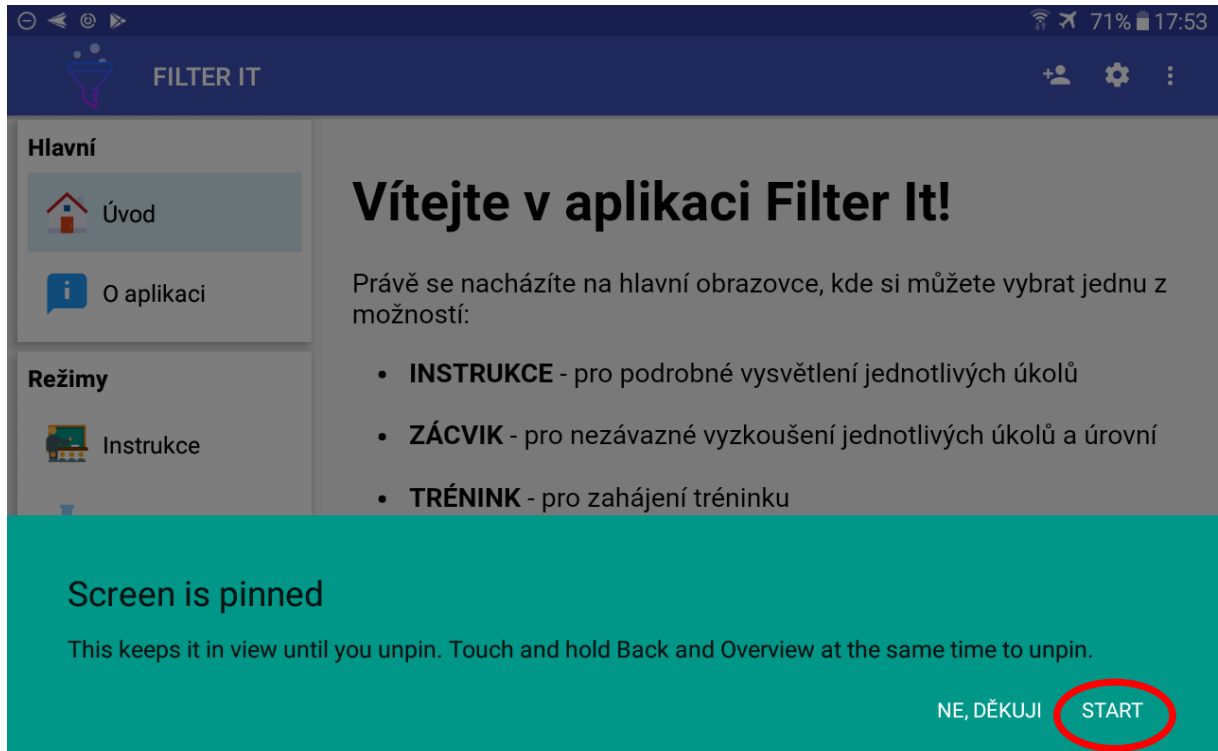 71% 17:53
FILTER IT
Hlavní
Úvod
O aplikaci
Režimy
Instrukce
Vítejte v aplikaci Filter It!
Právě se nacházíte na hlavní obrazovce, kde si můžete vybrat jednu z
možností:
• INSTRUKCE - pro podrobné vysvětlení jednotlivých úkolů
• ZÁCVIK - pro nezávazné vyzkoušení jednotlivých úkolů a úrovní
• TRÉNINK - pro zahájení tréninku
Screen is pinned
This keeps it in view until you unpin. Touch and hold Back and Overview at the same time to unpin.
NE, DĚKUJI START